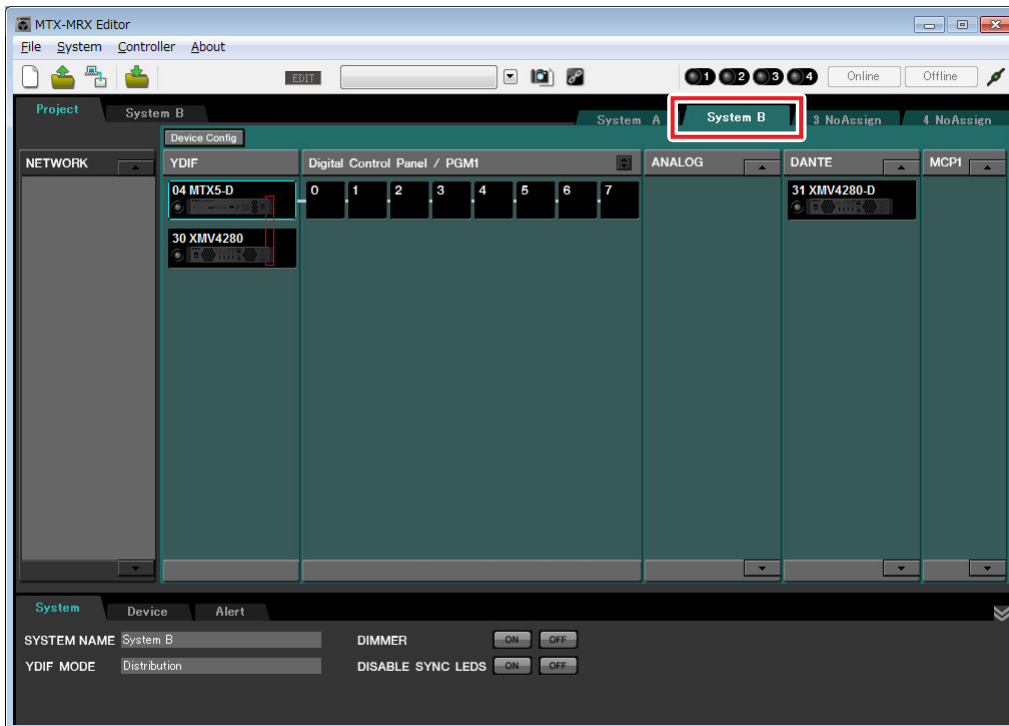 MTX-MRX Editor
File System Controller About
EDIT 1 2 3 4 Online Offline
Project System B System A System B 3 NoAssign 4 NoAssign
Device Config
NETWORK YDIF Digital Control Panel / PGM1 ANALOG DANTE MCP1
04 MTX5-D 0 1 2 3 4 5 6 7 31 XMV4280-D
30 XMV4280
System Device Alert
SYSTEM NAME System B DIMMER ON OFF
YDIF MODE Distribution DISABLE SYNC LEDS ON OFF